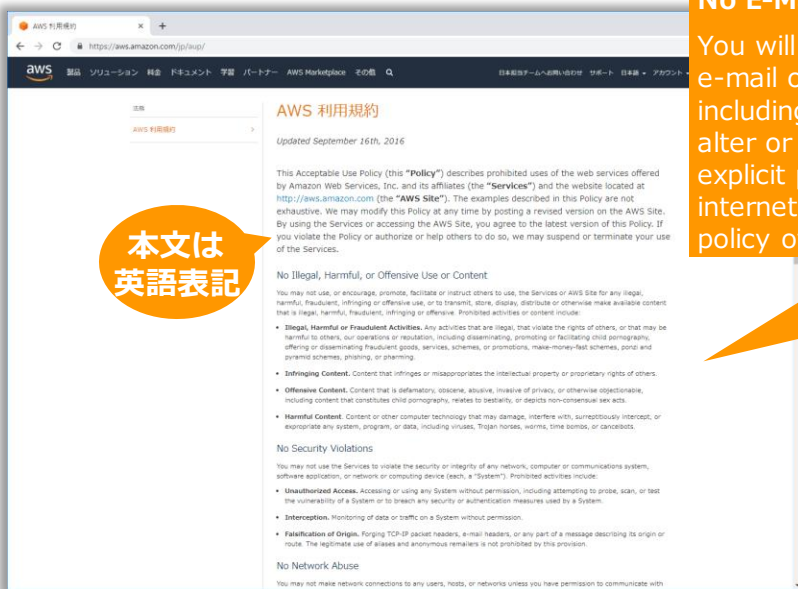 AWS 利用規約
https://aws.amazon.com/jp/aup/
aws 製品 ソリューション 料金 ドキュメント 学習 パートナー AWS Marketplace その他 日本担当チームへお問い合わせ サポート 日本語 アカウント
法務
AWS 利用規約
AWS 利用規約
Updated September 16th, 2016
This Acceptable Use Policy (this "Policy") describes prohibited uses of the web services offered
by Amazon Web Services, Inc. and its affiliates (the "Services") and the website located at
http://aws.amazon.com (the "AWS Site"). The examples described in this Policy are not
exhaustive. We may modify this Policy at any time by posting a revised version on the AWS Site.
By using the Services or accessing the AWS Site, you agree to the latest version of this Policy. If
you violate the Policy or authorize or help others to do so, we may suspend or terminate your use
of the Services.
本文は
英語表記
No Illegal, Harmful, or Offensive Use or Content
You may not use, or encourage, promote, facilitate or instruct others to use, the Services or AWS Site for any illegal,
harmful, fraudulent, infringing or offensive use, or to transmit, store, display, distribute or otherwise make available content
that is illegal, harmful, fraudulent, infringing or offensive. Prohibited activities or content include:
• Illegal, Harmful or Fraudulent Activities. Any activities that are illegal, that violate the rights of others, or that may be
harmful to others, our operations or reputation, including disseminating, promoting or facilitating child pornography,
offering or disseminating fraudulent goods, services, schemes, or promotions, make-money-fast schemes, ponzi and
pyramid schemes, phishing, or pharming.
• Infringing Content. Content that infringes or misappropriates the intellectual property or proprietary rights of others.
• Offensive Content. Content that is defamatory, obscene, abusive, invasive of privacy, or otherwise objectionable,
including content that constitutes child pornography, relates to bestiality, or depicts non-consensual sex acts.
• Harmful Content. Content or other computer technology that may damage, interfere with, surreptitiously intercept, or
expropriate any system, program, or data, including viruses, Trojan horses, worms, time bombs, or cancelbots.
No Security Violations
You may not use the Services to violate the security or integrity of any network, computer or communications system,
software application, or network or computing device (each, a "System"). Prohibited activities include:
• Unauthorized Access. Accessing or using any System without permission, including attempting to probe, scan, or test
the vulnerability of a System or to breach any security or authentication measures used by a System.
• Interception. Monitoring of data or traffic on a System without permission.
• Falsification of Origin. Forging TCP-IP packet headers, e-mail headers, or any part of a message describing its origin or
route. The legitimate use of aliases and anonymous remailers is not prohibited by this provision.
No Network Abuse
You may not make network connections to any users, hosts, or networks unless you have permission to communicate with
You will
e-mail o
including
alter or
explicit
internet
policy o